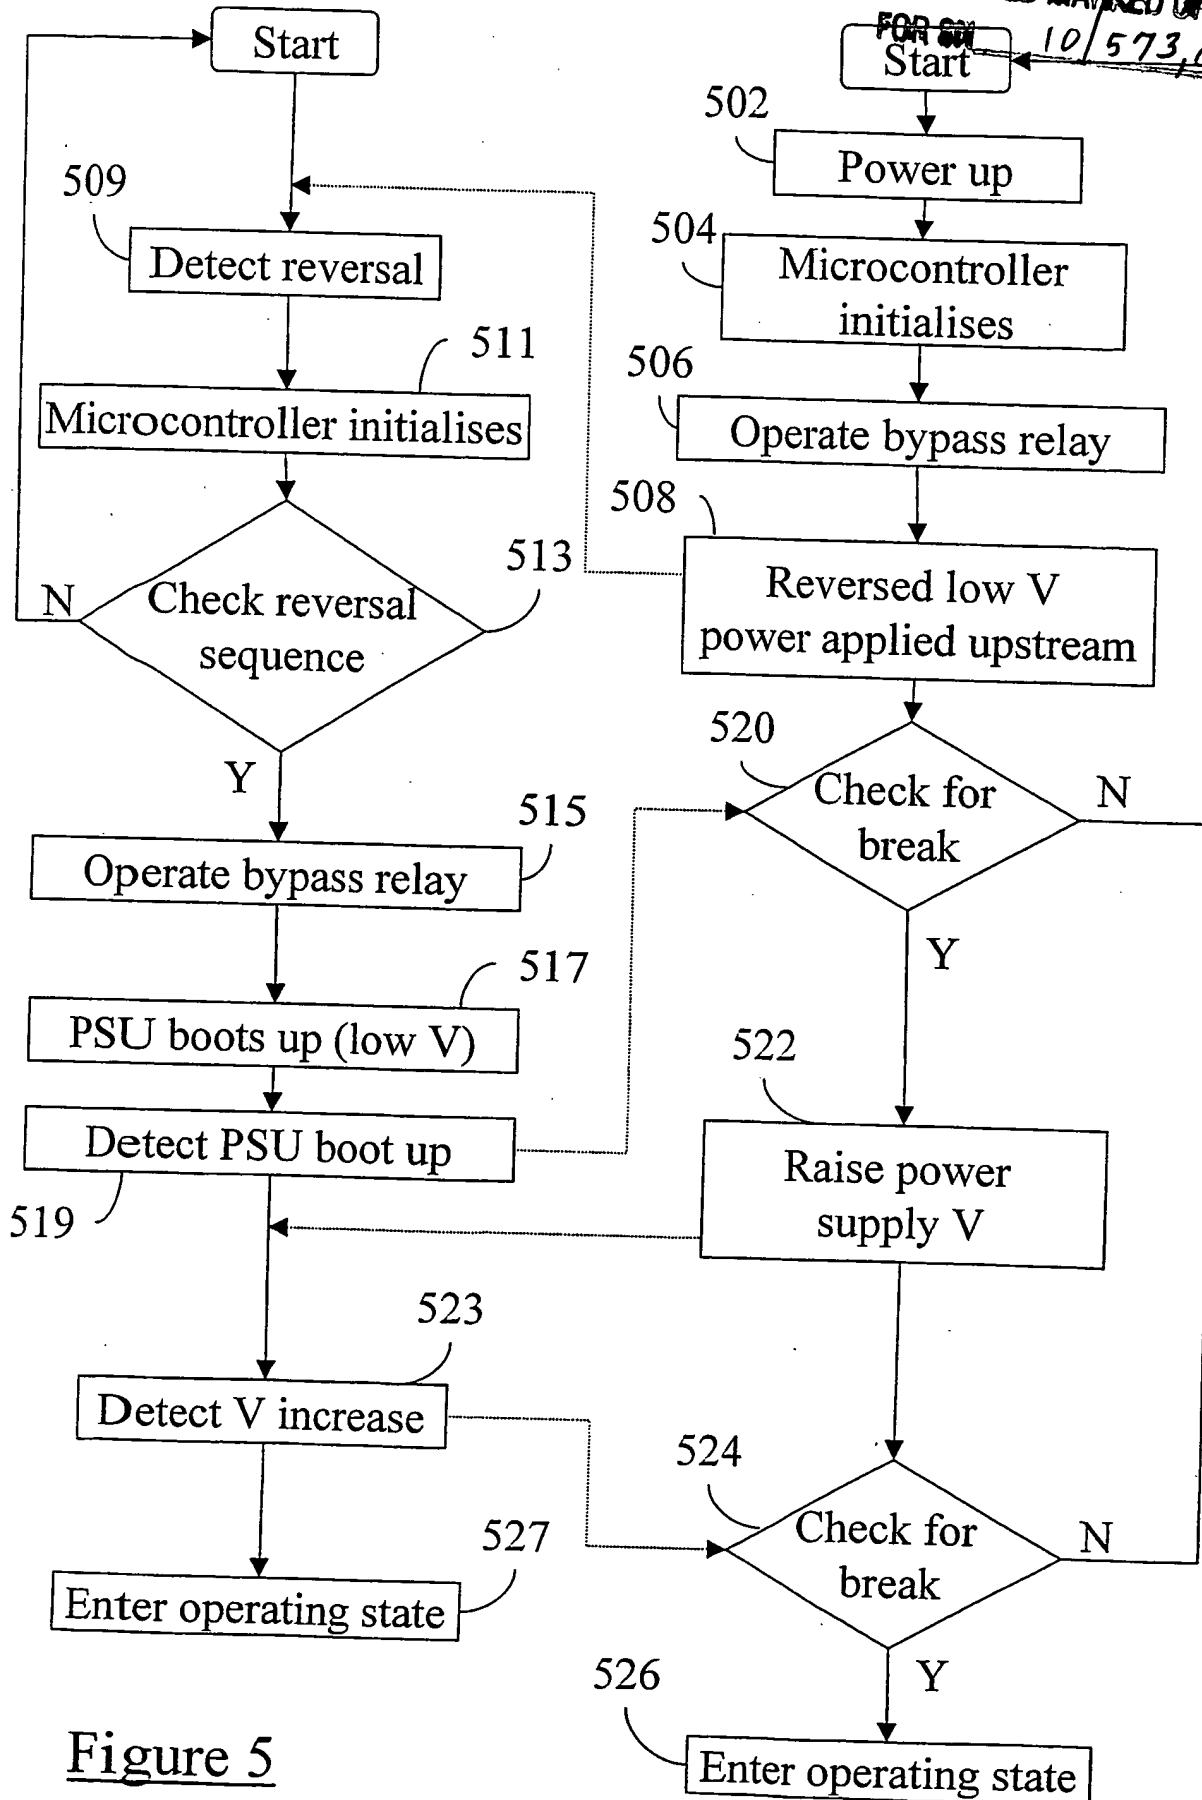 FOR
10/573,
Start
509
Detect reversal
511
Microcontroller initialises
513
Check reversal
sequence
N
Y
515
Operate bypass relay
517
PSU boots up (low V)
Detect PSU boot up
519
523
Detect V increase
527
Enter operating state
Figure 5
Start
502
Power up
504
Microcontroller
initialises
506
Operate bypass relay
508
Reversed low V
power applied upstream
520
Check for
break
N
Y
522
Raise power
supply V
524
Check for
break
N
Y
526
Enter operating state